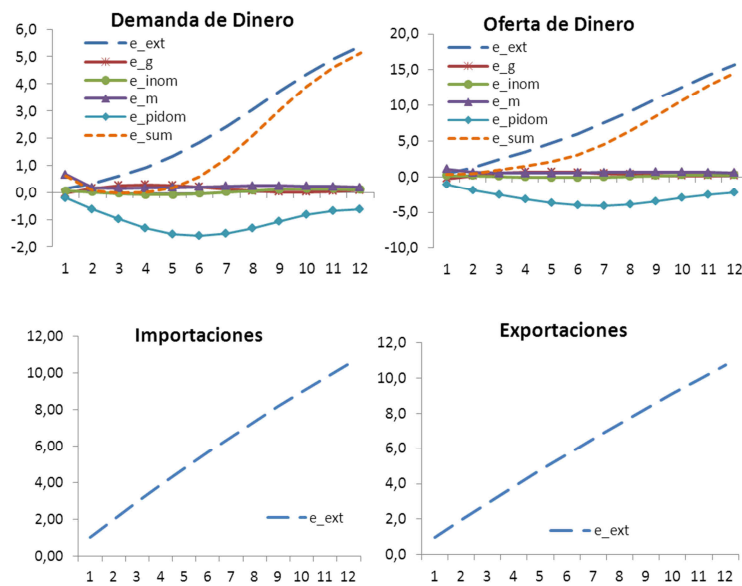 Demanda de Dinero
6,0
5,0
4,0
3,0
2,0
1,0
0,0
-1,0
-2,0
e_ext
e_g
e_inom
e_m
e_pidom
e_sum
1 2 3 4 5 6 7 8 9 10 11 12
Oferta de Dinero
20,0
15,0
10,0
5,0
0,0
-5,0
-10,0
e_ext
e_g
e_inom
e_m
e_pidom
e_sum
1 2 3 4 5 6 7 8 9 10 11 12
Importaciones
12,00
10,00
8,00
6,00
4,00
2,00
0,00
e_ext
1 2 3 4 5 6 7 8 9 10 11 12
Exportaciones
12,0
10,0
8,0
6,0
4,0
2,0
0,0
e_ext
1 2 3 4 5 6 7 8 9 10 11 12